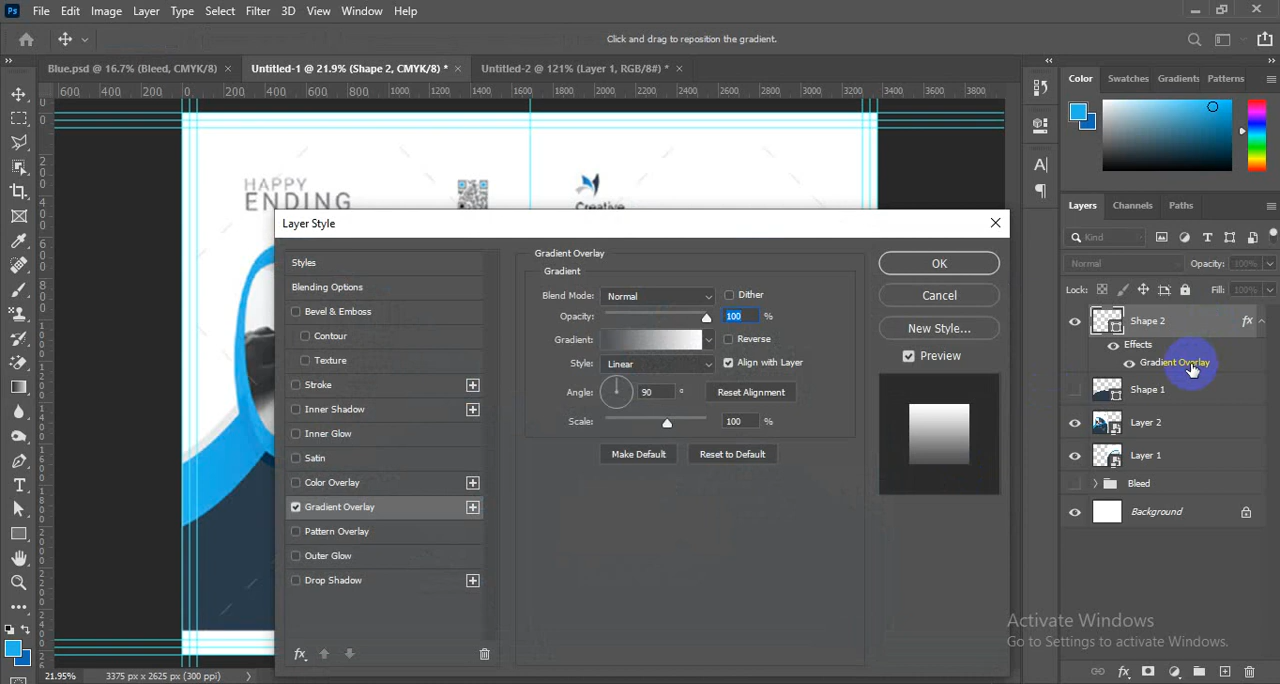 Ps File Edit Image Layer Type Select Filter 3D View Window Help
Click and drag to reposition the gradient.
Blue.psd @ 16.7% (Bleed, CMYK/8) ×
Untitled-1 @ 21.9% (Shape 2, CMYK/8) * ×
Untitled-2 @ 121% (Layer 1, RGB/8#) * ×
600 400 200 0 200 400 600 800 1000 1200 1400 1600 1800 2000 2200 2400 2600 2800 3000 3200 3400 3600 3800
HAPPY
ENDING
Creative
Layer Style
Styles
Blending Options
Bevel & Emboss
Contour
Texture
Stroke
Inner Shadow
Inner Glow
Satin
Color Overlay
Gradient Overlay
Pattern Overlay
Outer Glow
Drop Shadow
fx
Gradient Overlay
Gradient
Blend Mode: Normal Dither
Opacity: 100 %
Gradient: Reverse
Style: Linear Align with Layer
Angle: 90 ° Reset Alignment
Scale: 100 %
Make Default Reset to Default
OK
Cancel
New Style...
Preview
Color Swatches Gradients Patterns
Layers Channels Paths
Kind
Normal Opacity: 100%
Lock: Fill: 100%
Shape 2 fx
Effects
Gradient Overlay
Shape 1
Layer 2
Layer 1
Bleed
Background
Activate Windows
Go to Settings to activate Windows.
21.95% 3375 px x 2625 px (300 ppi)